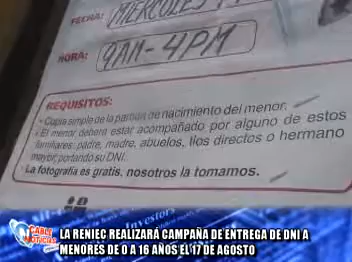 FECHA: MIERCOLES 17
HORA: 9AM-4PM
REQUISITOS:
- Copia simple de la partida de nacimiento del menor.
- El menor deberá estar acompañado por alguno de estos
familiares: padre, madre, abuelos, tíos directos o hermano
mayor portando su DNI.
- La fotografía es gratis, nosotros la tomamos.
CABLE NOTICIAS
LA RENIEC REALIZARÁ CAMPAÑA DE ENTREGA DE DNI A
MENORES DE 0 A 16 AÑOS EL 17 DE AGOSTO